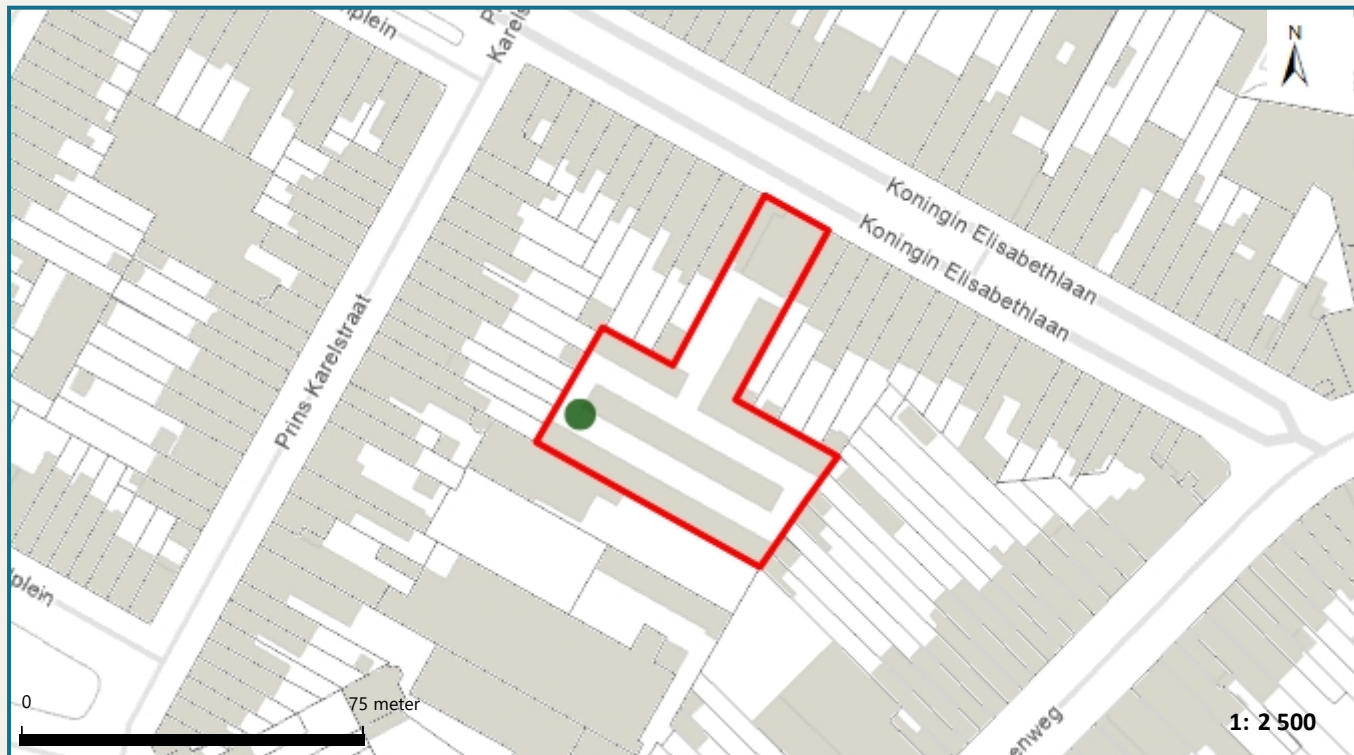 plein
Karels
N
Koningin Elisabethlaan
Koningin Elisabethlaan
Prins Karelstraat
plein
0
75 meter
enweg
1: 2 500